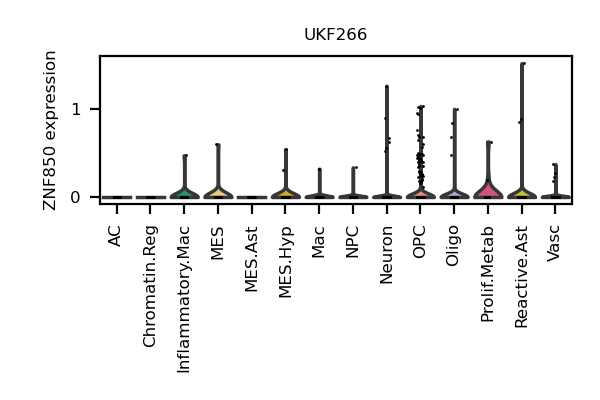 UKF266
ZNF850 expression
1
0
AC
Chromatin.Reg
Inflammatory.Mac
MES
MES.Ast
MES.Hyp
Mac
NPC
Neuron
OPC
Oligo
Prolif.Metab
Reactive.Ast
Vasc